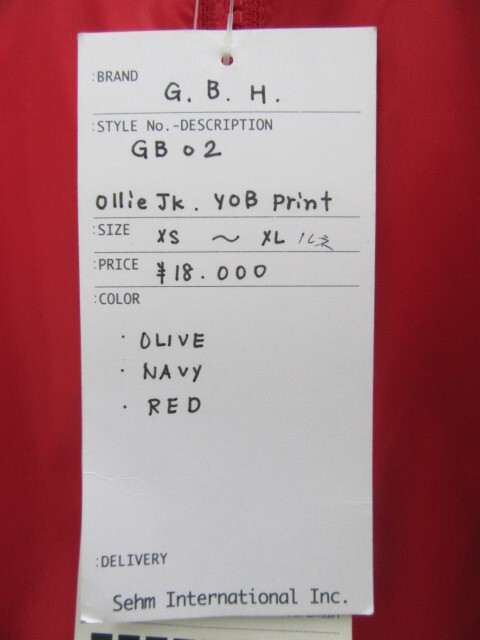 :BRAND
G. B. H.
:STYLE No.-DESCRIPTION
GB02
Ollie Jk. YOB Print
:SIZE XS ～ XL
:PRICE ¥18.000
:COLOR
・OLIVE
・NAVY
・RED
:DELIVERY
Sehm International Inc.